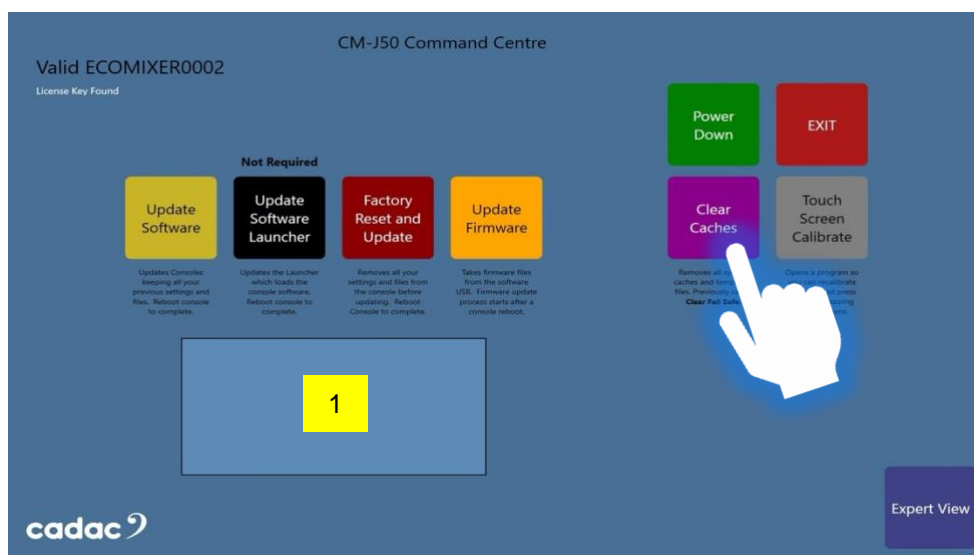 CM-J50 Command Centre
Valid ECOMIXER0002
License Key Found
Power
Down
EXIT
Not Required
Update
Software
Update
Software
Launcher
Factory
Reset and
Update
Update
Firmware
Clear
Caches
Touch
Screen
Calibrate
Updates Consoles
keeping all your
previous settings and
files. Reboot console
to complete.
Updates the Launcher
which loads the
console software.
Reboot console to
complete.
Removes all your
settings and files from
the console before
updating. Reboot
Console to complete.
Takes firmware files
from the software
USB. Firmware update
process starts after a
console reboot.
Removes all
caches and
files. Previously
Clear Fail Safe
Opens a program so
can recalibrate
press
1
Expert View
cadac